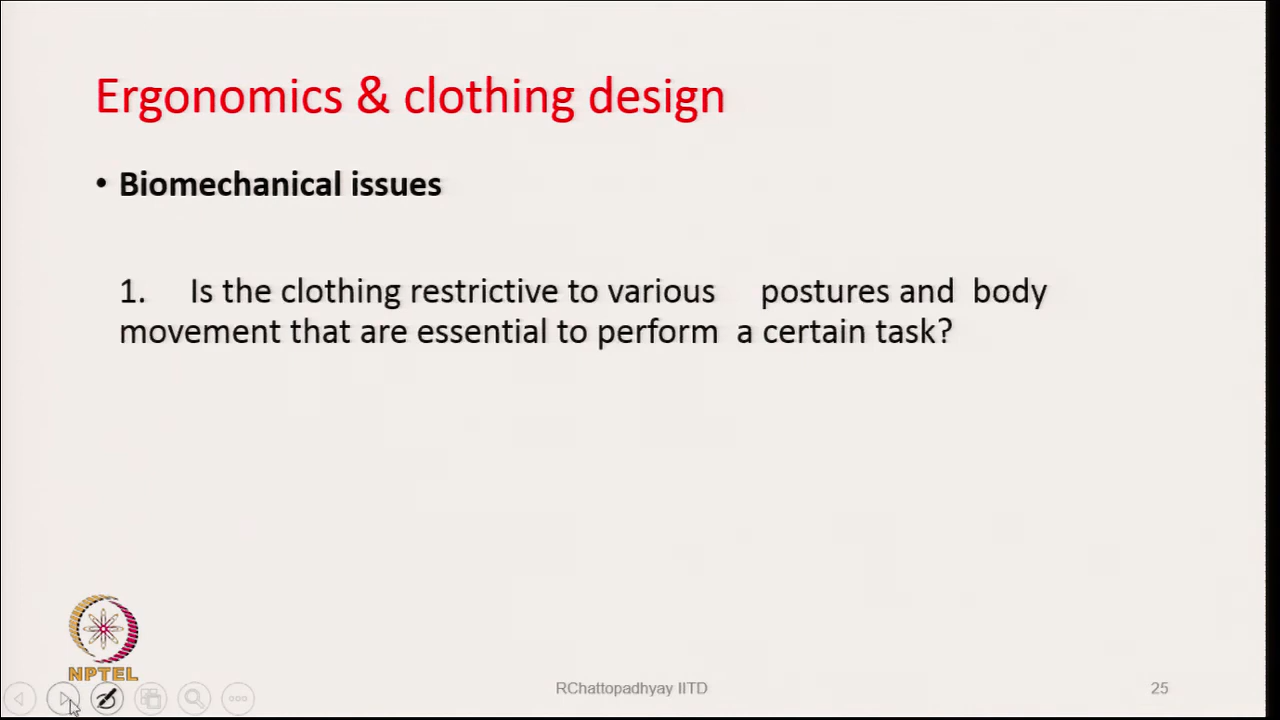 Ergonomics & clothing design
• Biomechanical issues
1. Is the clothing restrictive to various postures and body
movement that are essential to perform a certain task?
NPTEL
RChattopadhyay IITD
25